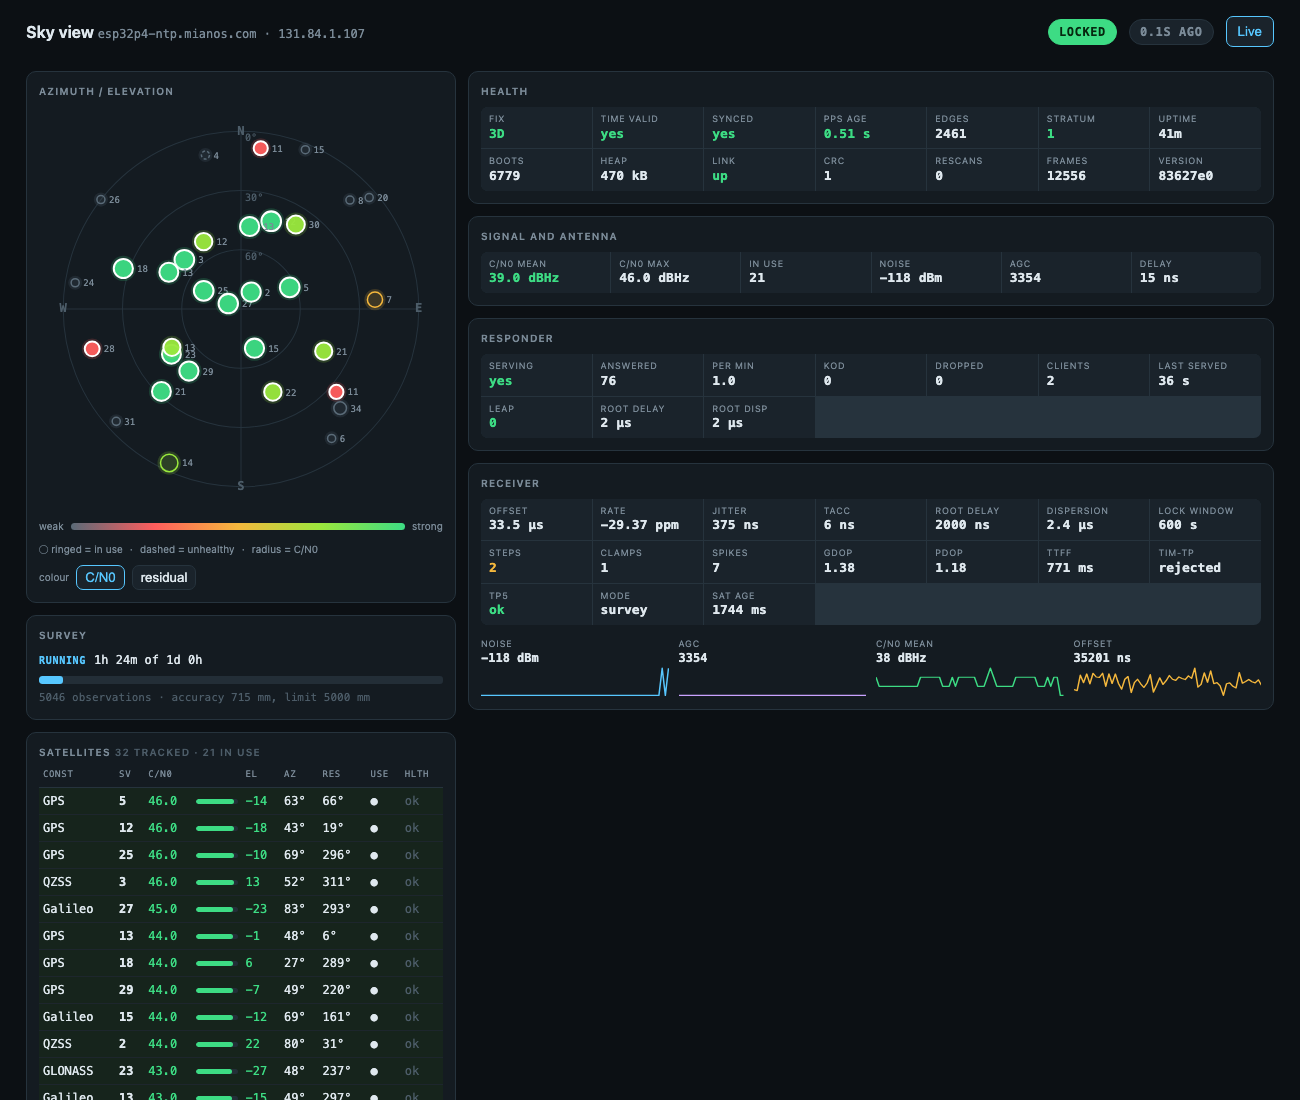 Sky view esp32p4-ntp.mianos.com · 131.84.1.107
LOCKED 0.1S AGO Live
AZIMUTH / ELEVATION
N
0°
4
11
15
26
8
20
30°
30
12
60°
3
18
13
24
25
2
5
27
7
W
E
28
13
23
15
21
29
21
22
11
34
31
6
14
S
weak strong
ringed = in use · dashed = unhealthy · radius = C/N0
colour C/N0 residual
SURVEY
RUNNING 1h 24m of 1d 0h
5046 observations · accuracy 715 mm, limit 5000 mm
SATELLITES 32 TRACKED · 21 IN USE
CONST SV C/N0 EL AZ RES USE HLTH
GPS 5 46.0 −14 63° 66° ● ok
GPS 12 46.0 −18 43° 19° ● ok
GPS 25 46.0 −10 69° 296° ● ok
QZSS 3 46.0 13 52° 311° ● ok
Galileo 27 45.0 −23 83° 293° ● ok
GPS 13 44.0 −1 48° 6° ● ok
GPS 18 44.0 6 27° 289° ● ok
GPS 29 44.0 −7 49° 220° ● ok
Galileo 15 44.0 −12 69° 161° ● ok
QZSS 2 44.0 22 80° 31° ● ok
GLONASS 23 43.0 −27 48° 237° ● ok
Galileo 13 43.0 −15 49° 297° ● ok
HEALTH
FIX TIME VALID SYNCED PPS AGE EDGES STRATUM UPTIME
3D yes yes 0.51 s 2461 1 41m
BOOTS HEAP LINK CRC RESCANS FRAMES VERSION
6779 470 kB up 1 0 12556 83627e0
SIGNAL AND ANTENNA
C/N0 MEAN C/N0 MAX IN USE NOISE AGC DELAY
39.0 dBHz 46.0 dBHz 21 −118 dBm 3354 15 ns
RESPONDER
SERVING ANSWERED PER MIN KOD DROPPED CLIENTS LAST SERVED
yes 76 1.0 0 0 2 36 s
LEAP ROOT DELAY ROOT DISP
0 2 µs 2 µs
RECEIVER
OFFSET RATE JITTER TACC ROOT DELAY DISPERSION LOCK WINDOW
33.5 µs −29.37 ppm 375 ns 6 ns 2000 ns 2.4 µs 600 s
STEPS CLAMPS SPIKES GDOP PDOP TTFF TIM-TP
2 1 7 1.38 1.18 771 ms rejected
TP5 MODE SAT AGE
ok survey 1744 ms
NOISE AGC C/N0 MEAN OFFSET
−118 dBm 3354 38 dBHz 35201 ns